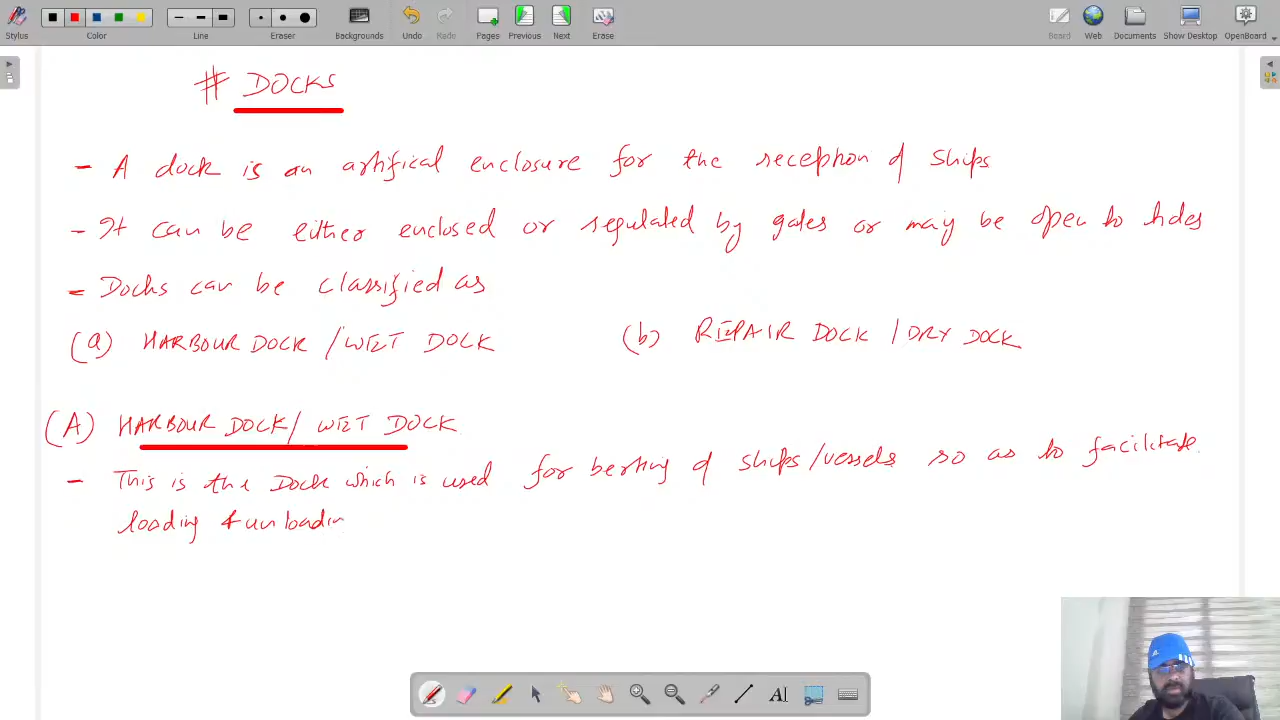 Stylus Color Line Eraser Backgrounds Undo Redo Pages Previous Next Erase Board Web Documents Show Desktop OpenBoard
# DOCKS
- A dock is an artifical enclosure for the reception of ships
- It can be either enclosed or regulated by gates or may be open to tides
- Docks can be classified as
(a) HARBOUR DOCK / WET DOCK (b) REPAIR DOCK / DRY DOCK
(A) HARBOUR DOCK / WET DOCK
- This is the Dock which is used for berting of ships/vessels so as to facilitate
loading & unloadin